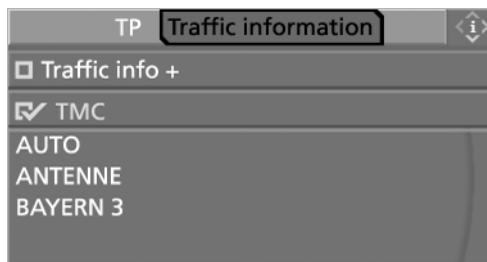 TP Traffic information i
Traffic info +
TMC
AUTO
ANTENNE
BAYERN 3